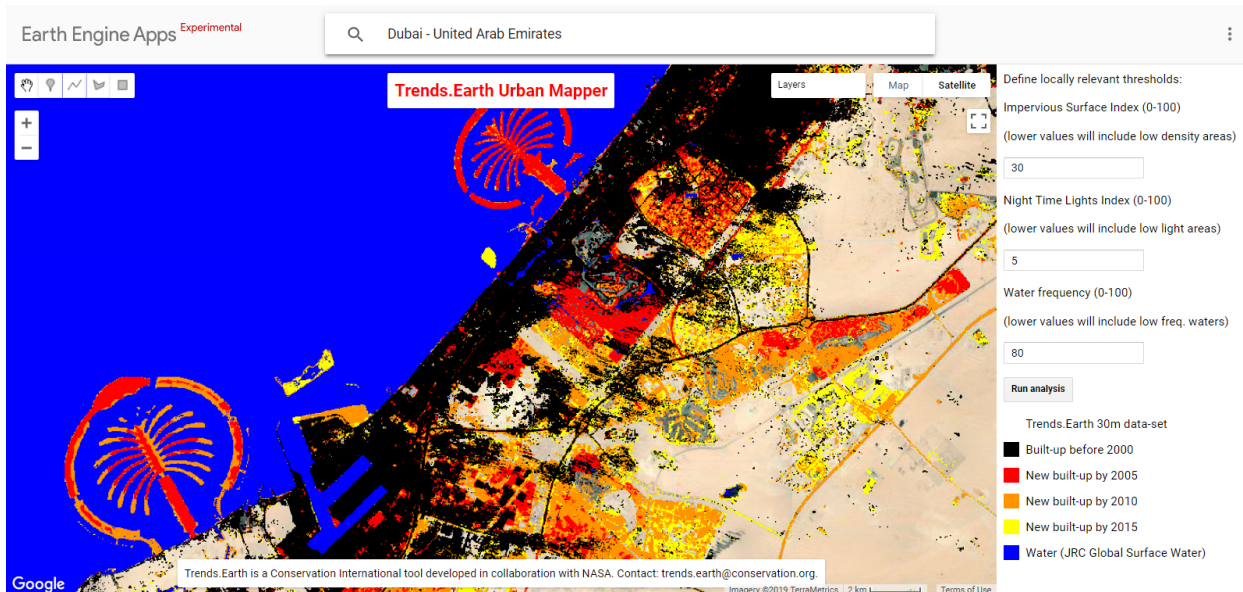 Earth Engine Apps Experimental
Dubai - United Arab Emirates
Trends.Earth Urban Mapper
Layers
Map
Satellite
Define locally relevant thresholds:
Impervious Surface Index (0-100)
(lower values will include low density areas)
30
Night Time Lights Index (0-100)
(lower values will include low light areas)
5
Water frequency (0-100)
(lower values will include low freq. waters)
80
Run analysis
Trends.Earth 30m data-set
Built-up before 2000
New built-up by 2005
New built-up by 2010
New built-up by 2015
Water (JRC Global Surface Water)
Trends.Earth is a Conservation International tool developed in collaboration with NASA. Contact: trends.earth@conservation.org.
Google
Imagery ©2019 TerraMetrics
2 km
Terms of Use